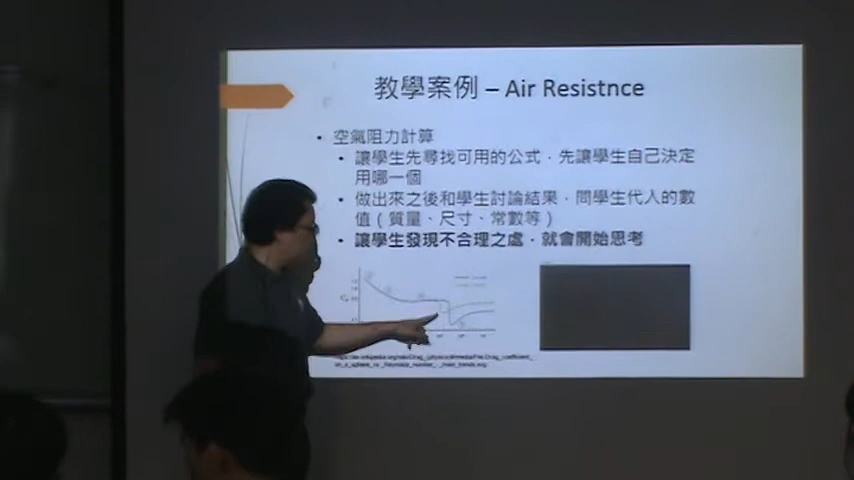 教學案例 – Air Resistnce
• 空氣阻力計算
• 讓學生先尋找可用的公式，先讓學生自己決定
用哪一個
• 做出來之後和學生討論結果，問學生代入的數
值（質量、尺寸、常數等）
• 讓學生發現不合理之處，就會開始思考